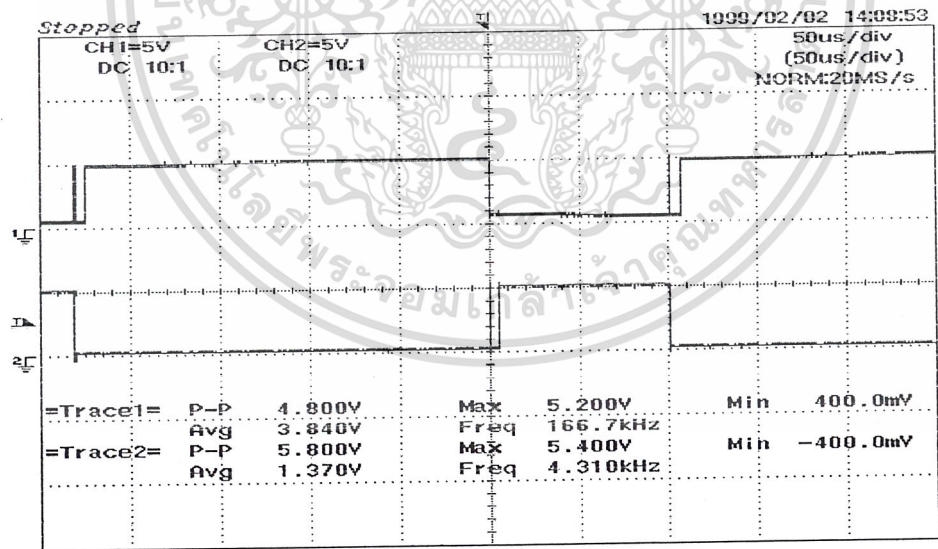 Stopped
1999/02/02 14:08:53
CH1=5V CH2=5V 50us/div
DC 10:1 DC 10:1 (50us/div)
NORM:20MS/s
=Trace1= P-P 4.800V Max 5.200V Min 400.0mV
Avg 3.840V Freq 166.7kHz
=Trace2= P-P 5.800V Max 5.400V Min -400.0mV
Avg 1.370V Freq 4.310kHz